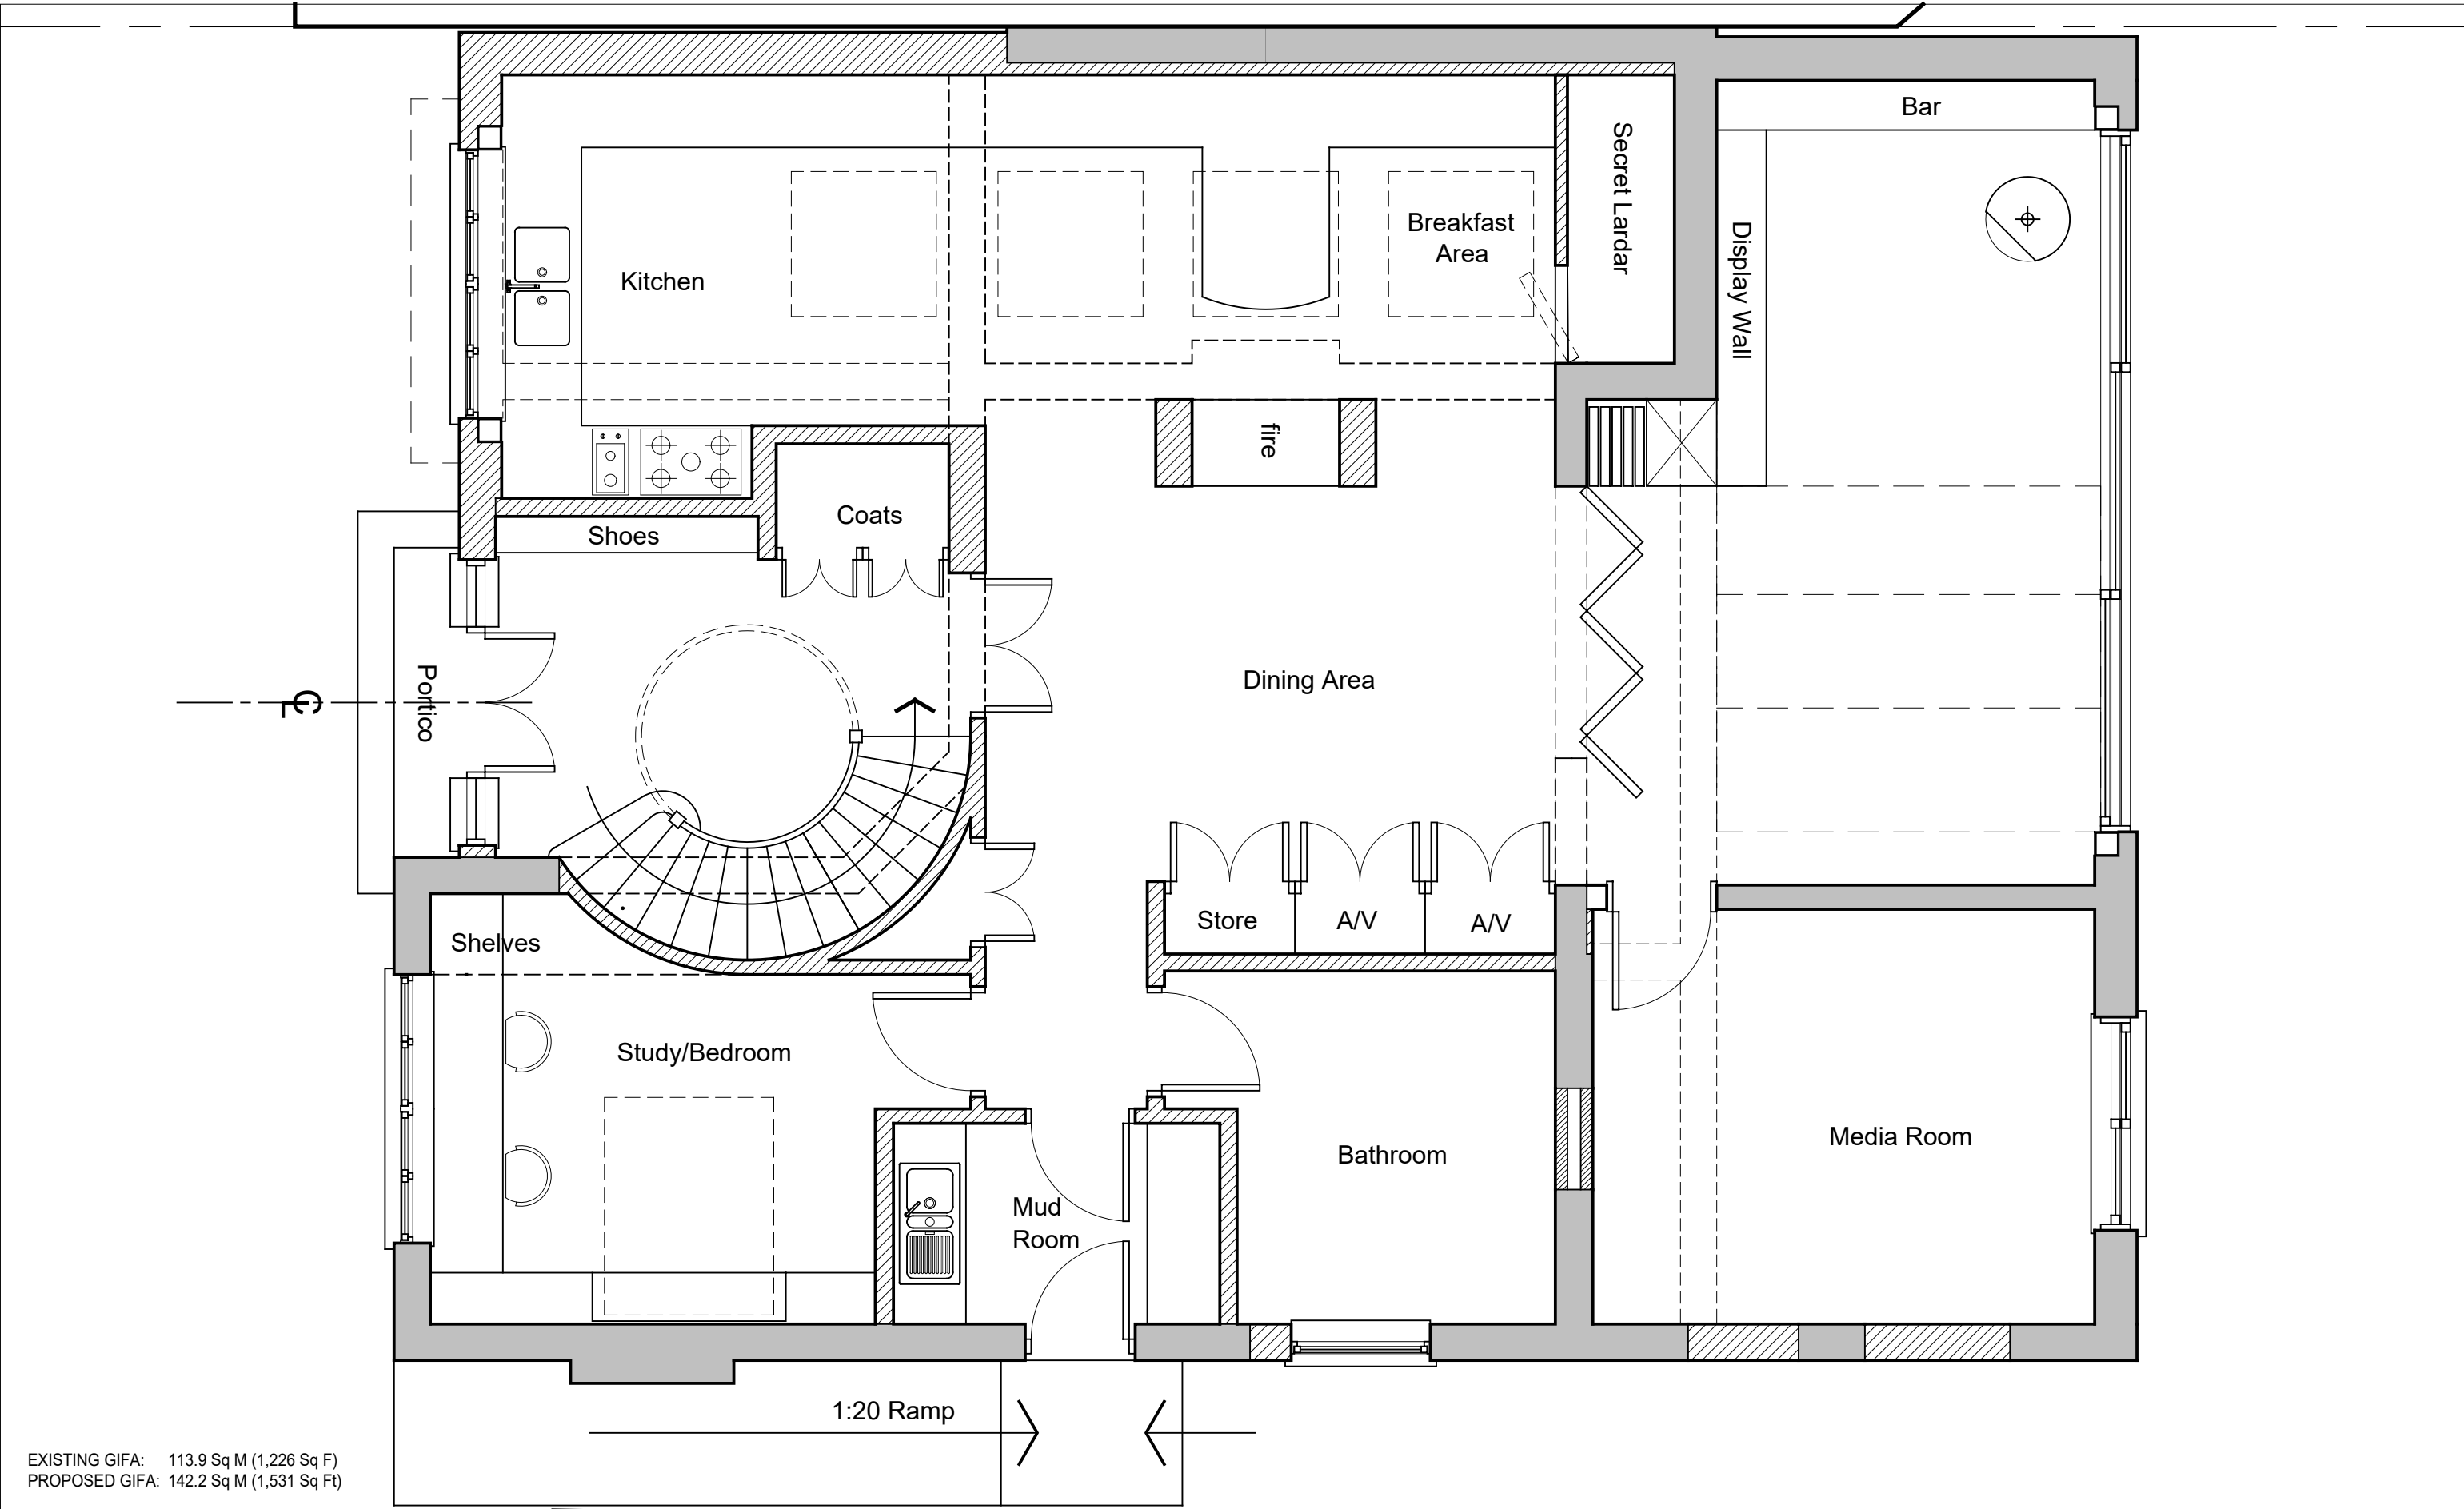 Bar
Secret Lardar
Display Wall
Breakfast
Area
Kitchen
fire
Coats
Shoes
Portico
CL
Dining Area
Store
A/V
A/V
Shelves
Study/Bedroom
Mud
Room
Bathroom
Media Room
1:20 Ramp
EXISTING GIFA: 113.9 Sq M (1,226 Sq F)
PROPOSED GIFA: 142.2 Sq M (1,531 Sq Ft)